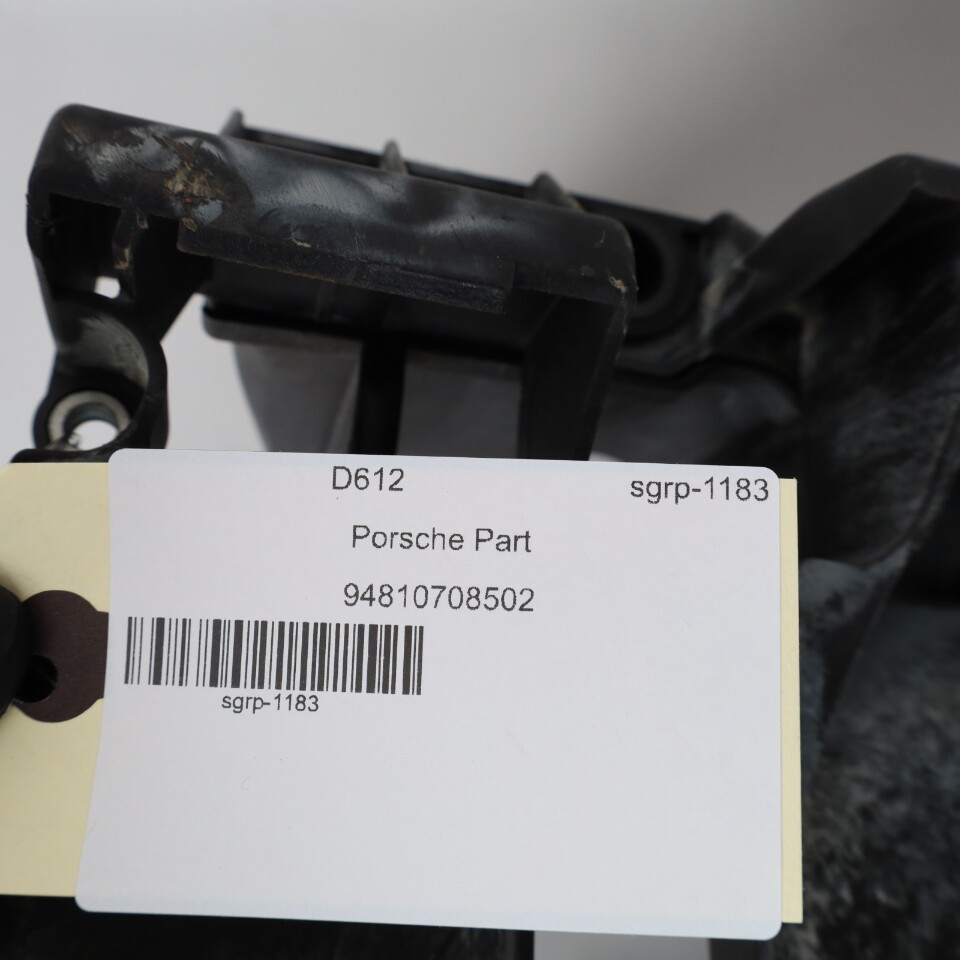 D612 sgrp-1183
Porsche Part
94810708502
sgrp-1183